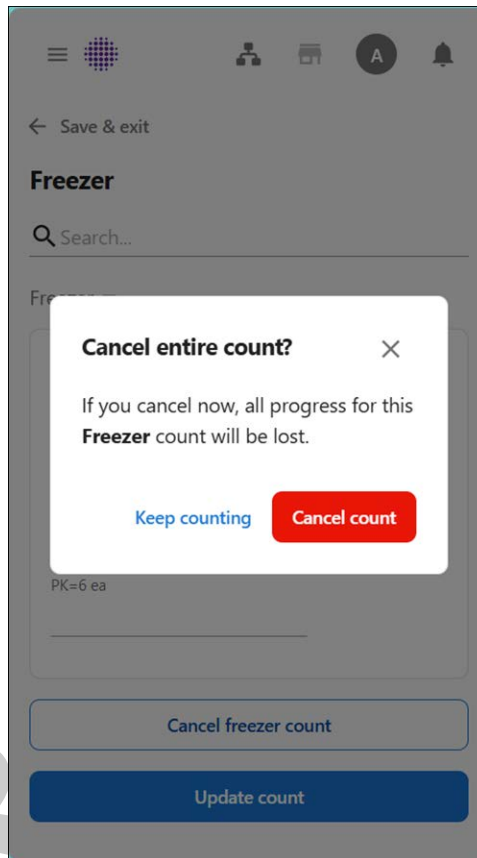 A
Save & exit
Freezer
Search...
Cancel entire count?
If you cancel now, all progress for this
Freezer count will be lost.
Keep counting
Cancel count
PK=6 ea
Cancel freezer count
Update count